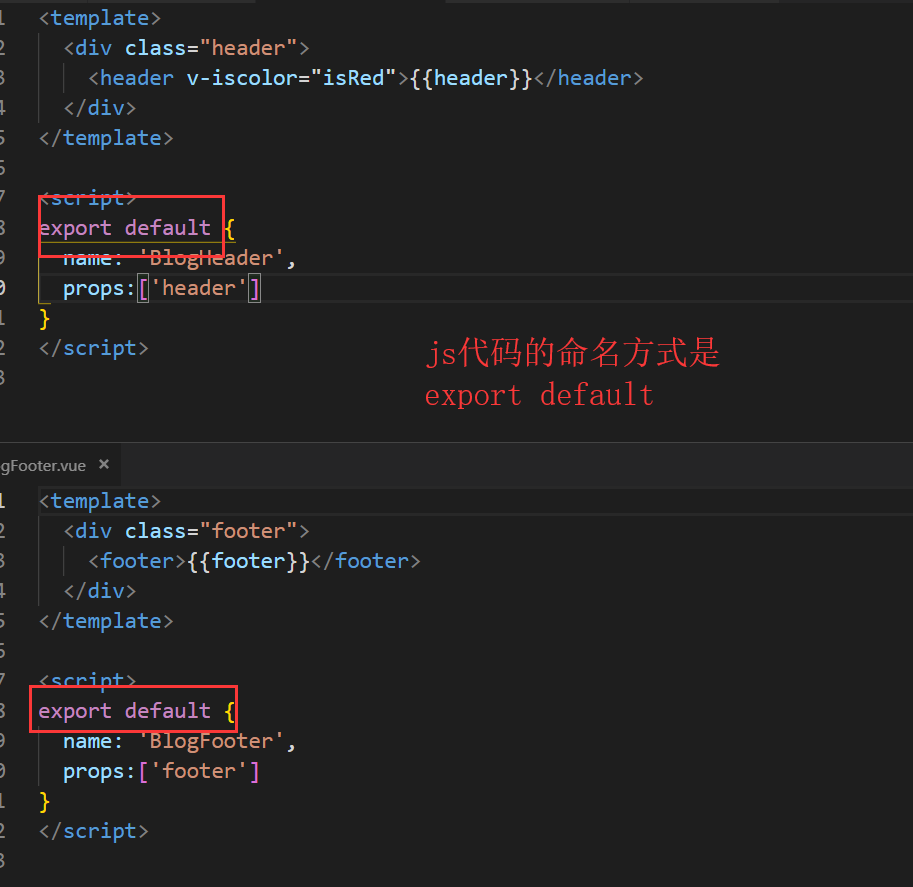 1 <template>
2 <div class="header">
3 <header v-iscolor="isRed">{{header}}</header>
4 </div>
5 </template>
6
7 <script>
8 export default {
9 name: 'BlogHeader',
0 props:['header']
1 }
2 </script>
3
js代码的命名方式是
export default
gFooter.vue ×
1 <template>
2 <div class="footer">
3 <footer>{{footer}}</footer>
4 </div>
5 </template>
6
7 <script>
8 export default {
9 name: 'BlogFooter',
0 props:['footer']
1 }
2 </script>
3